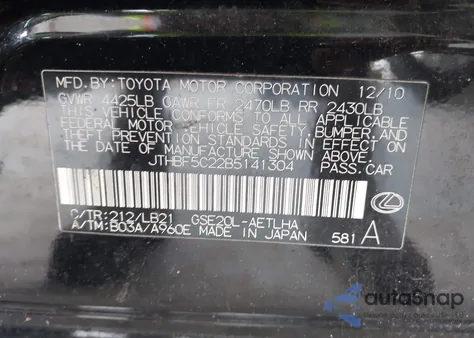 MFD. BY: TOYOTA MOTOR CORPORATION 12/10
GVWR 4425LB GAWR FR 2470LB RR 2430LB
THIS VEHICLE CONFORMS TO ALL APPLICABLE
FEDERAL MOTOR VEHICLE SAFETY, BUMPER, AND
THEFT PREVENTION STANDARDS IN EFFECT ON
THE DATE OF MANUFACTURE SHOWN ABOVE.
JTHBF5C22B5141304 PASS.CAR
C/TR: 212/LB21 GSE20L-AETLHA
A/TM: B03A/A960E MADE IN JAPAN 581 A
autosnap